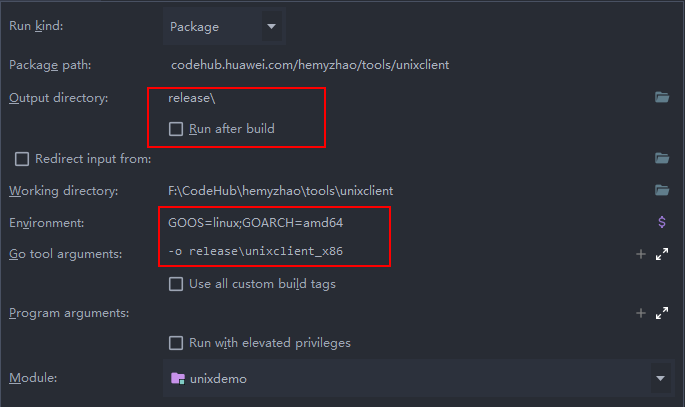 Run kind: Package
Package path: codehub.huawei.com/hemyzhao/tools/unixclient
Output directory: release\
Run after build
Redirect input from:
Working directory: F:\CodeHub\hemyzhao\tools\unixclient
Environment: GOOS=linux;GOARCH=amd64 $
Go tool arguments: -o release\unixclient_x86 +
Use all custom build tags
Program arguments: +
Run with elevated privileges
Module: unixdemo